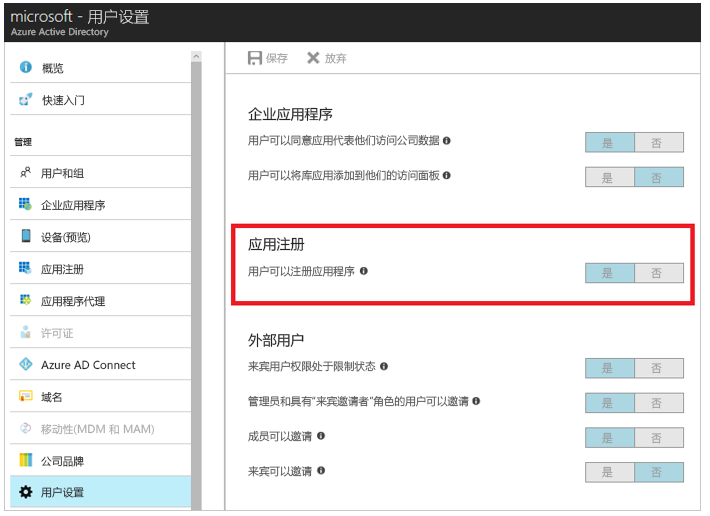 microsoft - 用户设置
Azure Active Directory
概览
快速入门
管理
用户和组
企业应用程序
设备(预览)
应用注册
应用程序代理
许可证
Azure AD Connect
域名
移动性(MDM 和 MAM)
公司品牌
用户设置
保存 放弃
企业应用程序
用户可以同意应用代表他们访问公司数据 是 否
用户可以将库应用添加到他们的访问面板 是 否
应用注册
用户可以注册应用程序 是 否
外部用户
来宾用户权限处于限制状态 是 否
管理员和具有"来宾邀请者"角色的用户可以邀请 是 否
成员可以邀请 是 否
来宾可以邀请 是 否